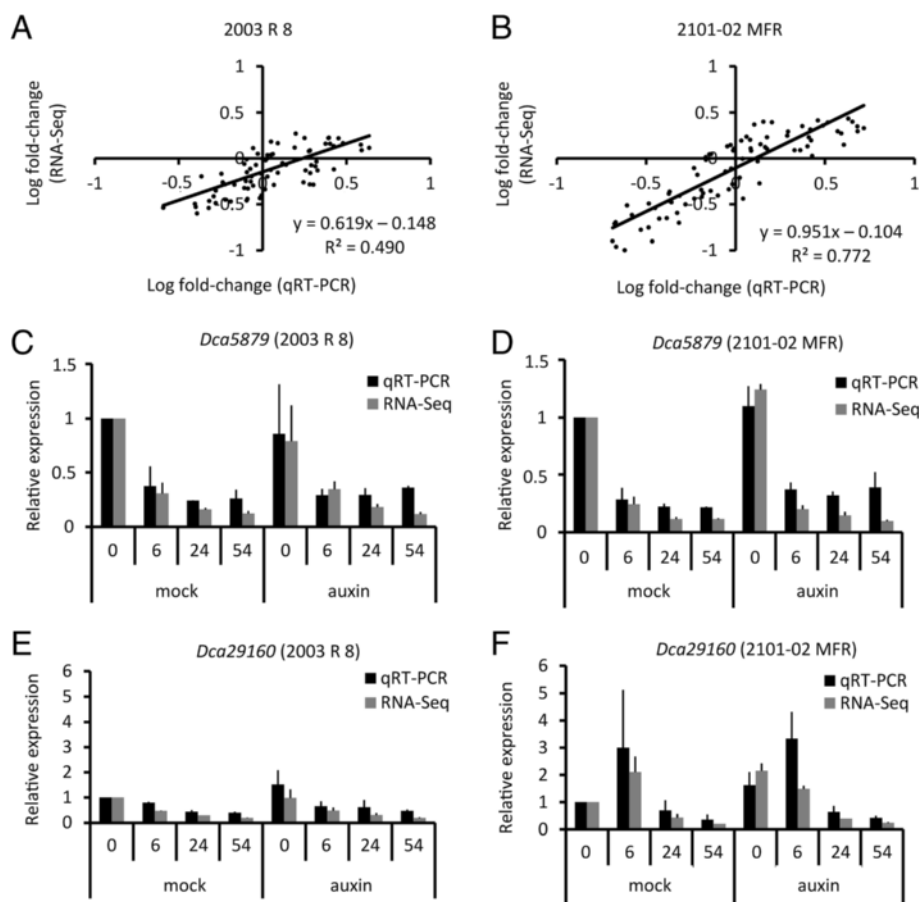 A
2003 R 8
Log fold-change
(RNA-Seq)
1
0.5
0
-1
-0.5
0
0.5
1
-0.5
-1
y = 0.619x – 0.148
R² = 0.490
Log fold-change (qRT-PCR)
B
2101-02 MFR
Log fold-change
(RNA-Seq)
1
0.5
0
-1
-0.5
0
0.5
1
-0.5
-1
y = 0.951x – 0.104
R² = 0.772
Log fold-change (qRT-PCR)
C
Dca5879 (2003 R 8)
Relative expression
1.5
1
0.5
0
qRT-PCR
RNA-Seq
0 6 24 54 0 6 24 54
mock auxin
D
Dca5879 (2101-02 MFR)
Relative expression
1.5
1
0.5
0
qRT-PCR
RNA-Seq
0 6 24 54 0 6 24 54
mock auxin
E
Dca29160 (2003 R 8)
Relative expression
6
5
4
3
2
1
0
qRT-PCR
RNA-Seq
0 6 24 54 0 6 24 54
mock auxin
F
Dca29160 (2101-02 MFR)
Relative expression
6
5
4
3
2
1
0
qRT-PCR
RNA-Seq
0 6 24 54 0 6 24 54
mock auxin